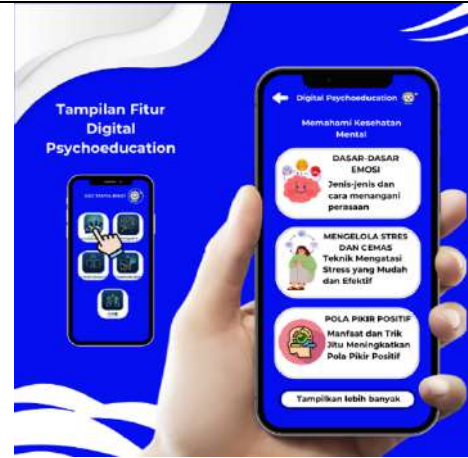 Tampilan Fitur
Digital
Psychoeducation
Digital Psychoeducation
Memahami Kesehatan
Mental
DASAR-DASAR
EMOSI
Jenis-jenis dan
cara menangani
perasaan
MENGELOLA STRES
DAN CEMAS
Teknik Mengatasi
Stress yang Mudah
dan Efektif
POLA PIKIR POSITIF
Manfaat dan Trik
Jitu Meningkatkan
Pola Pikir Positif
Tampilkan lebih banyak